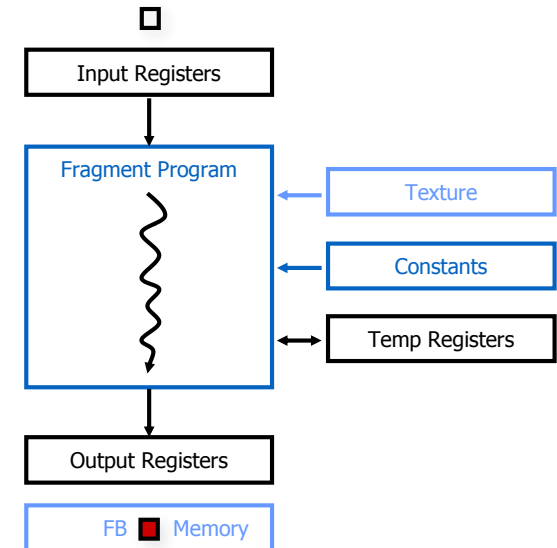 Input Registers
Fragment Program
Texture
Constants
Temp Registers
Output Registers
FB Memory